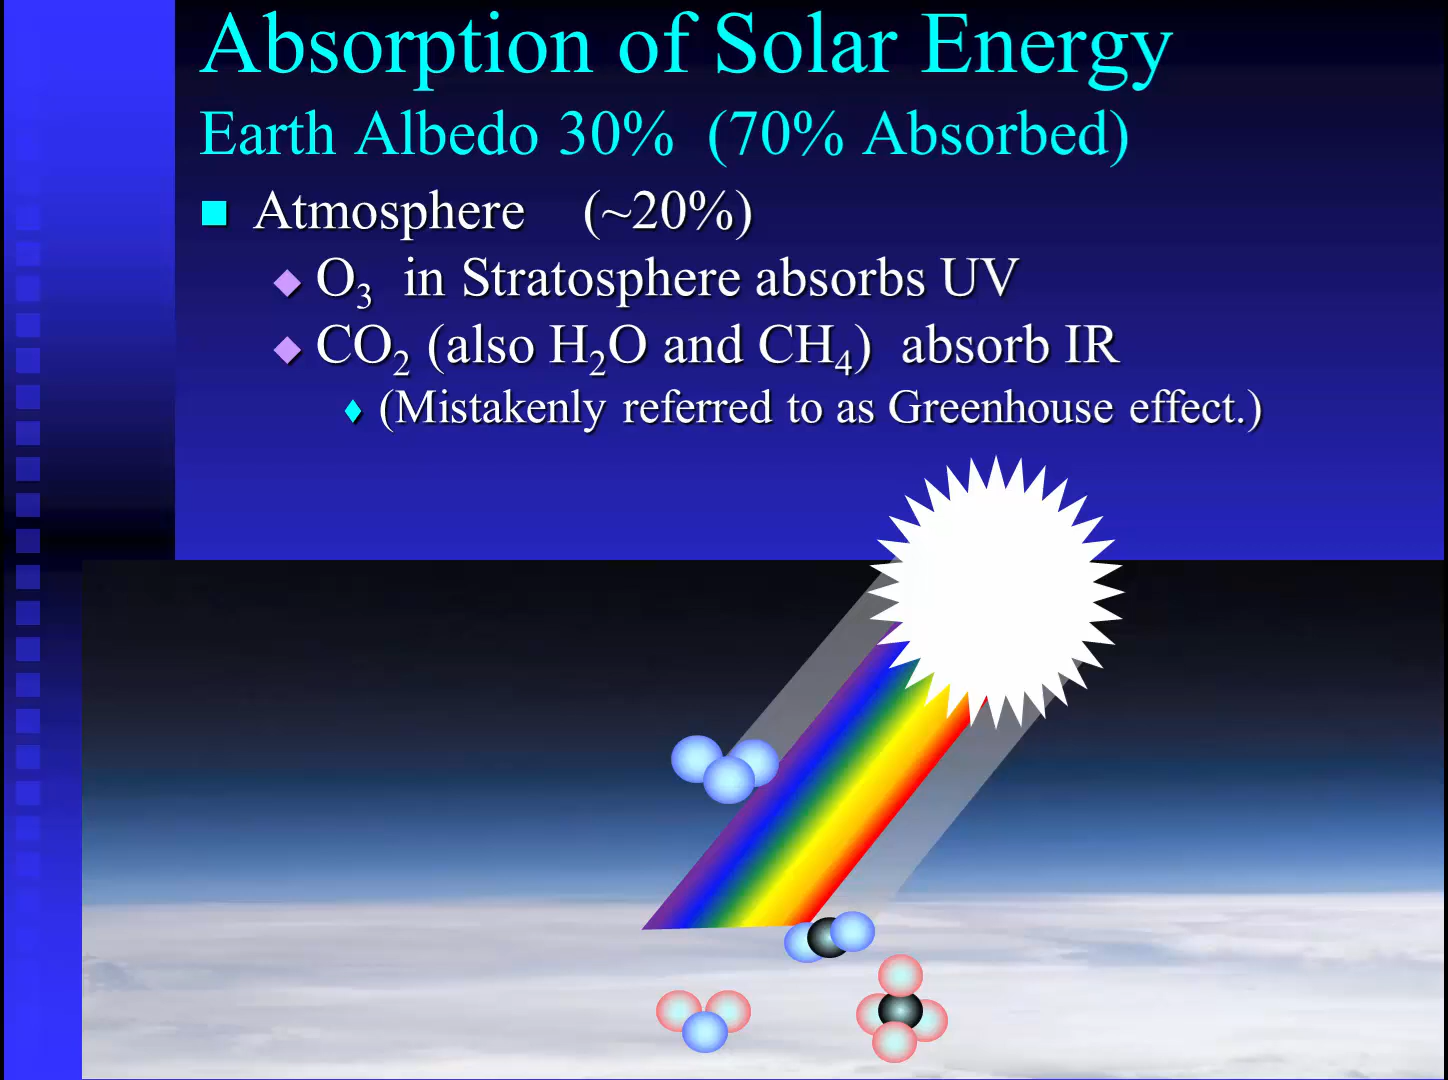 Absorption of Solar Energy
Earth Albedo 30% (70% Absorbed)
Atmosphere (~20%)
O₃ in Stratosphere absorbs UV
CO₂ (also H₂O and CH₄) absorb IR
(Mistakenly referred to as Greenhouse effect.)